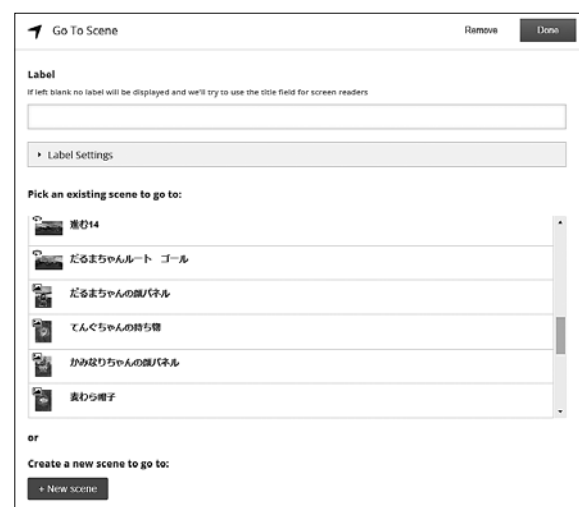 Go To Scene
Remove
Done
Label
If left blank no label will be displayed and we'll try to use the title field for screen readers
Label Settings
Pick an existing scene to go to:
進む14
だるまちゃんルート　ゴール
だるまちゃんの顔パネル
てんぐちゃんの持ち物
かみなりちゃんの顔パネル
麦わら帽子
or
Create a new scene to go to:
+ New scene